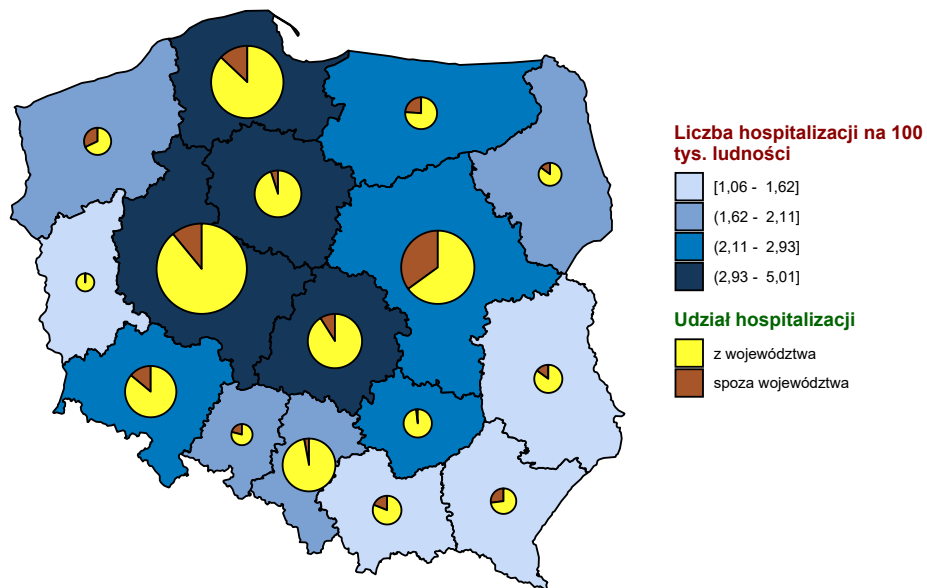 Liczba hospitalizacji na 100
tys. ludności
[1,06 - 1,62]
(1,62 - 2,11]
(2,11 - 2,93]
(2,93 - 5,01]
Udział hospitalizacji
z województwa
spoza województwa